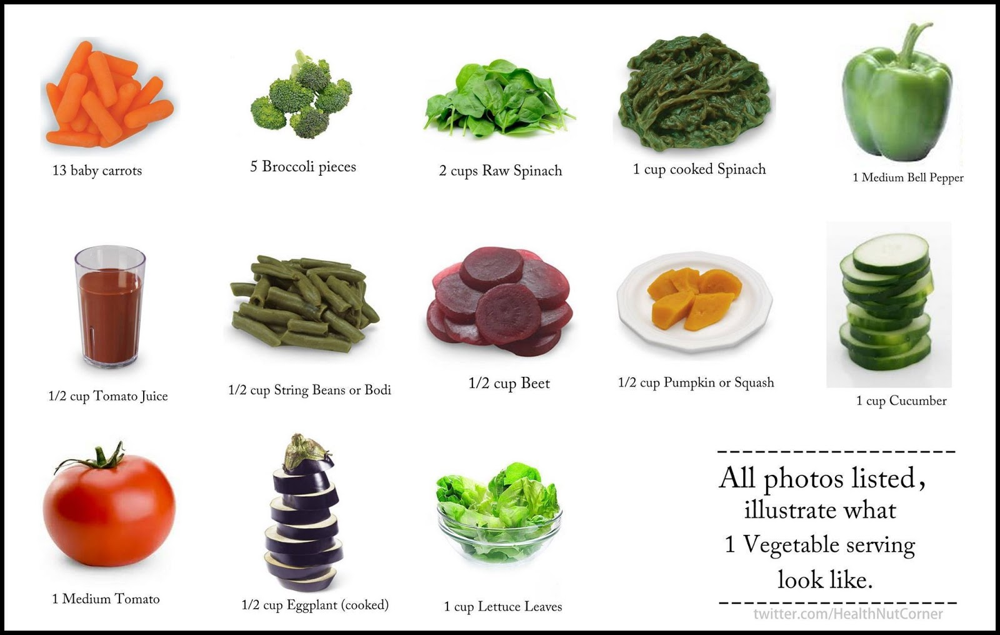 13 baby carrots
5 Broccoli pieces
2 cups Raw Spinach
1 cup cooked Spinach
1 Medium Bell Pepper
1/2 cup Tomato Juice
1/2 cup String Beans or Bodi
1/2 cup Beet
1/2 cup Pumpkin or Squash
1 cup Cucumber
1 Medium Tomato
1/2 cup Eggplant (cooked)
1 cup Lettuce Leaves
All photos listed,
illustrate what
1 Vegetable serving
look like.
twitter.com/HealthNutCorner